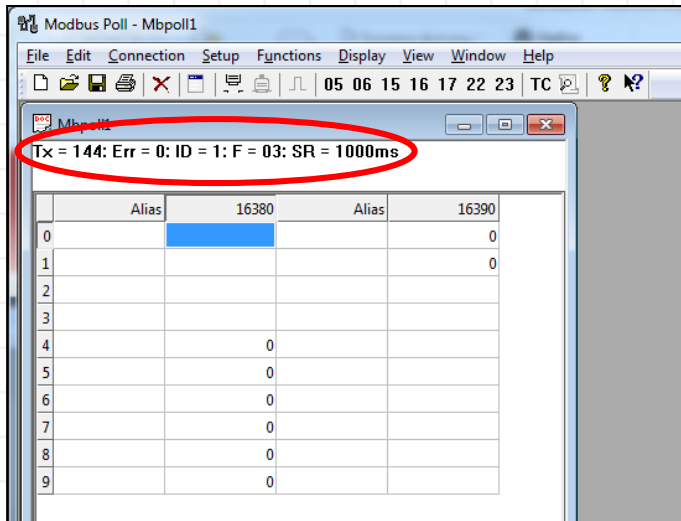 Modbus Poll - Mbpoll1
File Edit Connection Setup Functions Display View Window Help
05 06 15 16 17 22 23 TC
Mbpoll1
Tx = 144: Err = 0: ID = 1: F = 03: SR = 1000ms
Alias 16380 Alias 16390
0 0
1 0
2
3
4 0
5 0
6 0
7 0
8 0
9 0